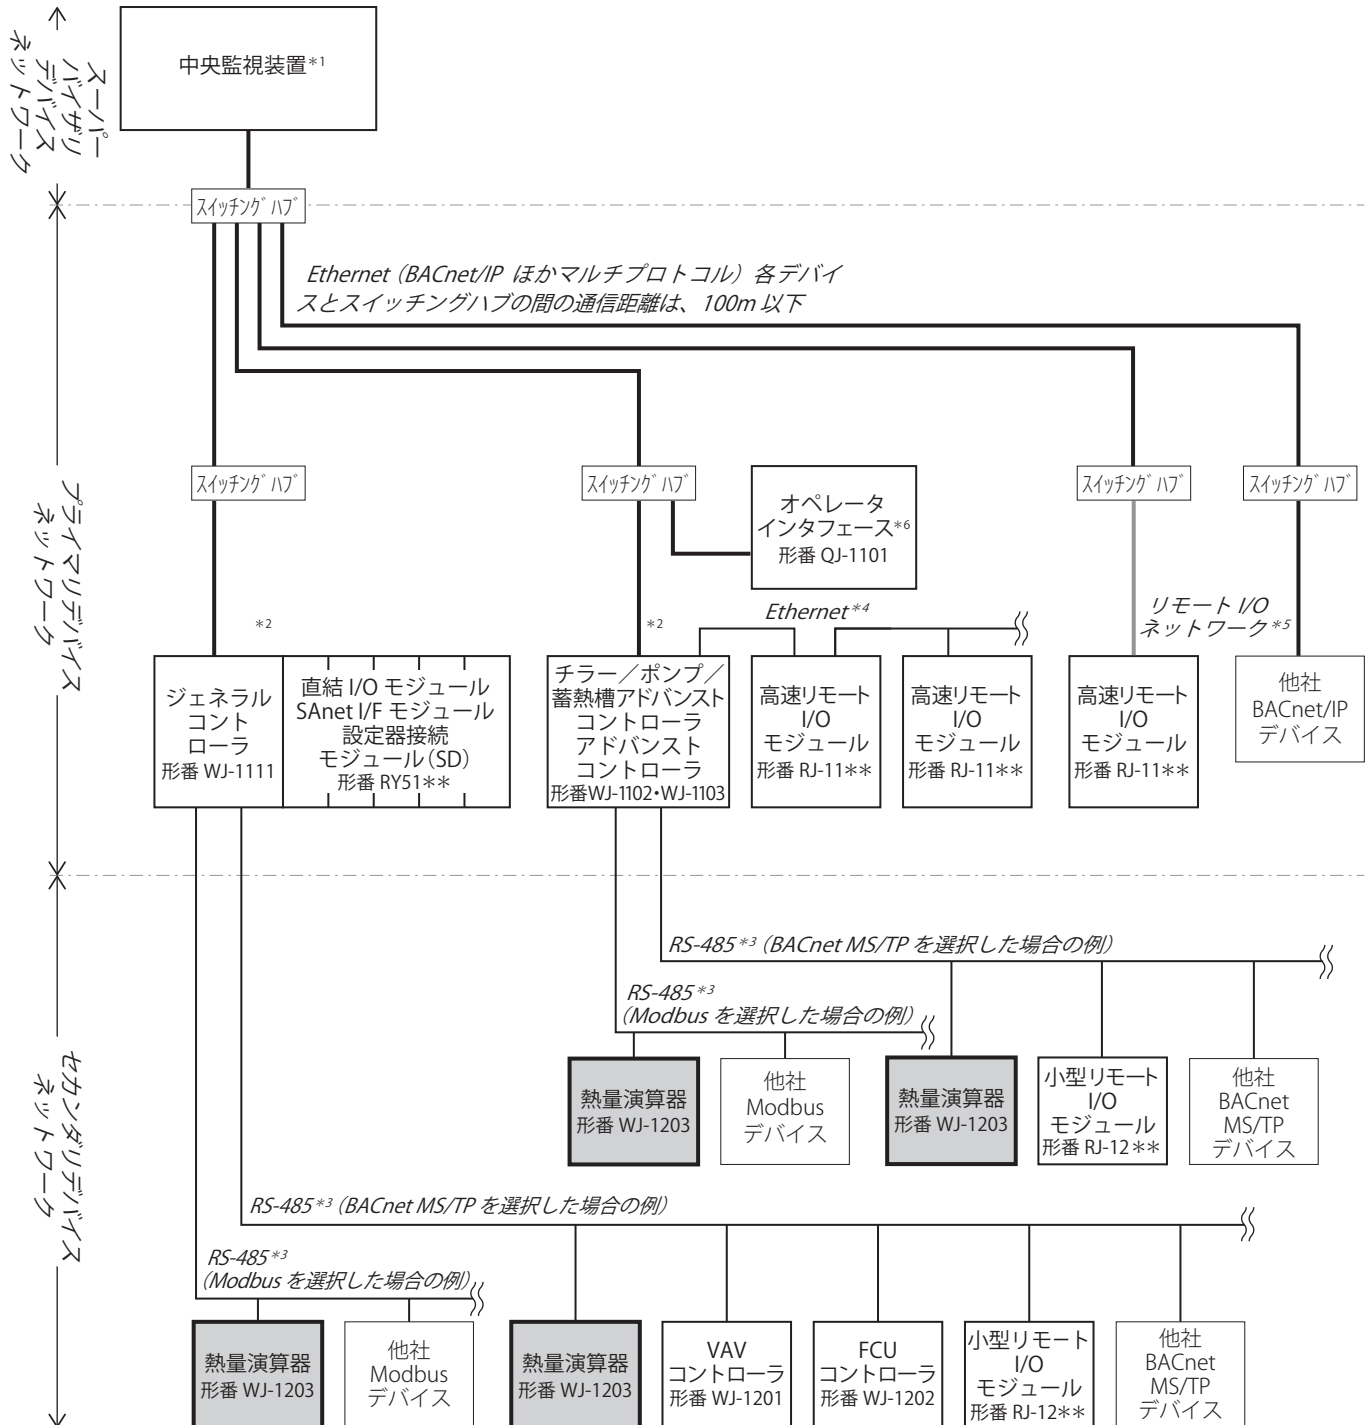 スーパー
バイザリ
デバイス
ネットワーク
中央監視装置*1
スイッチングハブ
Ethernet（BACnet/IP ほかマルチプロトコル）各デバイ
スとスイッチングハブの間の通信距離は、100m 以下
プライマリデバイス
ネットワーク
スイッチングハブ
スイッチングハブ
スイッチングハブ
スイッチングハブ
オペレータ
インタフェース*6
形番 QJ-1101
*2
*2
Ethernet*4
リモート I/O
ネットワーク*5
ジェネラル
コント
ローラ
形番 WJ-1111
直結 I/O モジュール
SAnet I/F モジュール
設定器接続
モジュール（SD）
形番 RY51**
チラー／ポンプ／
蓄熱槽アドバンスト
コントローラ
アドバンスト
コントローラ
形番WJ-1102・WJ-1103
高速リモート
I/O
モジュール
形番 RJ-11**
高速リモート
I/O
モジュール
形番 RJ-11**
高速リモート
I/O
モジュール
形番 RJ-11**
他社
BACnet/IP
デバイス
セカンダリデバイス
ネットワーク
RS-485*3（BACnet MS/TP を選択した場合の例）
RS-485*3
（Modbus を選択した場合の例）
熱量演算器
形番 WJ-1203
他社
Modbus
デバイス
熱量演算器
形番 WJ-1203
小型リモート
I/O
モジュール
形番 RJ-12**
他社
BACnet
MS/TP
デバイス
RS-485*3（BACnet MS/TP を選択した場合の例）
RS-485*3
（Modbus を選択した場合の例）
熱量演算器
形番 WJ-1203
他社
Modbus
デバイス
熱量演算器
形番 WJ-1203
VAV
コントローラ
形番 WJ-1201
FCU
コントローラ
形番 WJ-1202
小型リモート
I/O
モジュール
形番 RJ-12**
他社
BACnet
MS/TP
デバイス